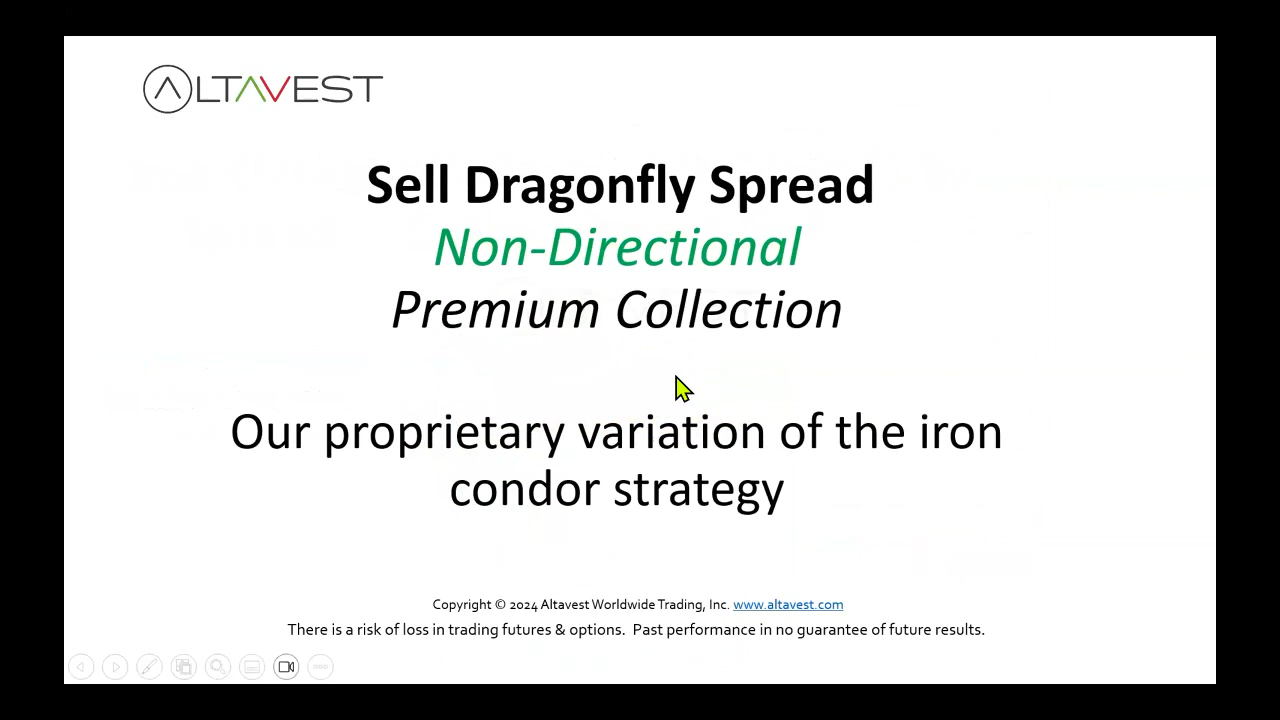 ALTAVEST
Sell Dragonfly Spread
Non-Directional
Premium Collection
Our proprietary variation of the iron
condor strategy
Copyright © 2024 Altavest Worldwide Trading, Inc. www.altavest.com
There is a risk of loss in trading futures & options.  Past performance in no guarantee of future results.